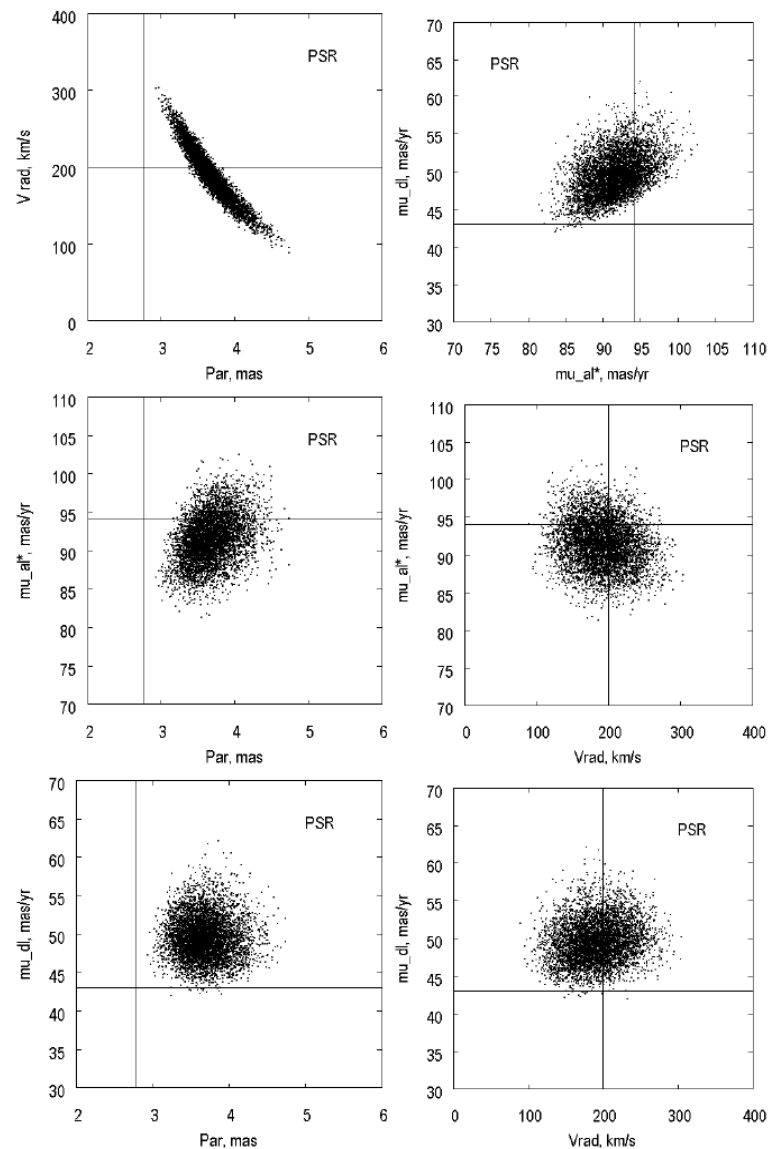 400
300
200
100
0
V rad, km/s
PSR
2 3 4 5 6
Par, mas
70
65
60
55
50
45
40
35
30
mu_dl, mas/yr
PSR
70 75 80 85 90 95 100 105 110
mu_al*, mas/yr
110
105
100
95
90
85
80
75
70
mu_al*, mas/yr
PSR
2 3 4 5 6
Par, mas
110
105
100
95
90
85
80
75
70
mu_al*, mas/yr
PSR
0 100 200 300 400
Vrad, km/s
70
65
60
55
50
45
40
35
30
mu_dl, mas/yr
PSR
2 3 4 5 6
Par, mas
70
65
60
55
50
45
40
35
30
mu_dl, mas/yr
PSR
0 100 200 300 400
Vrad, km/s